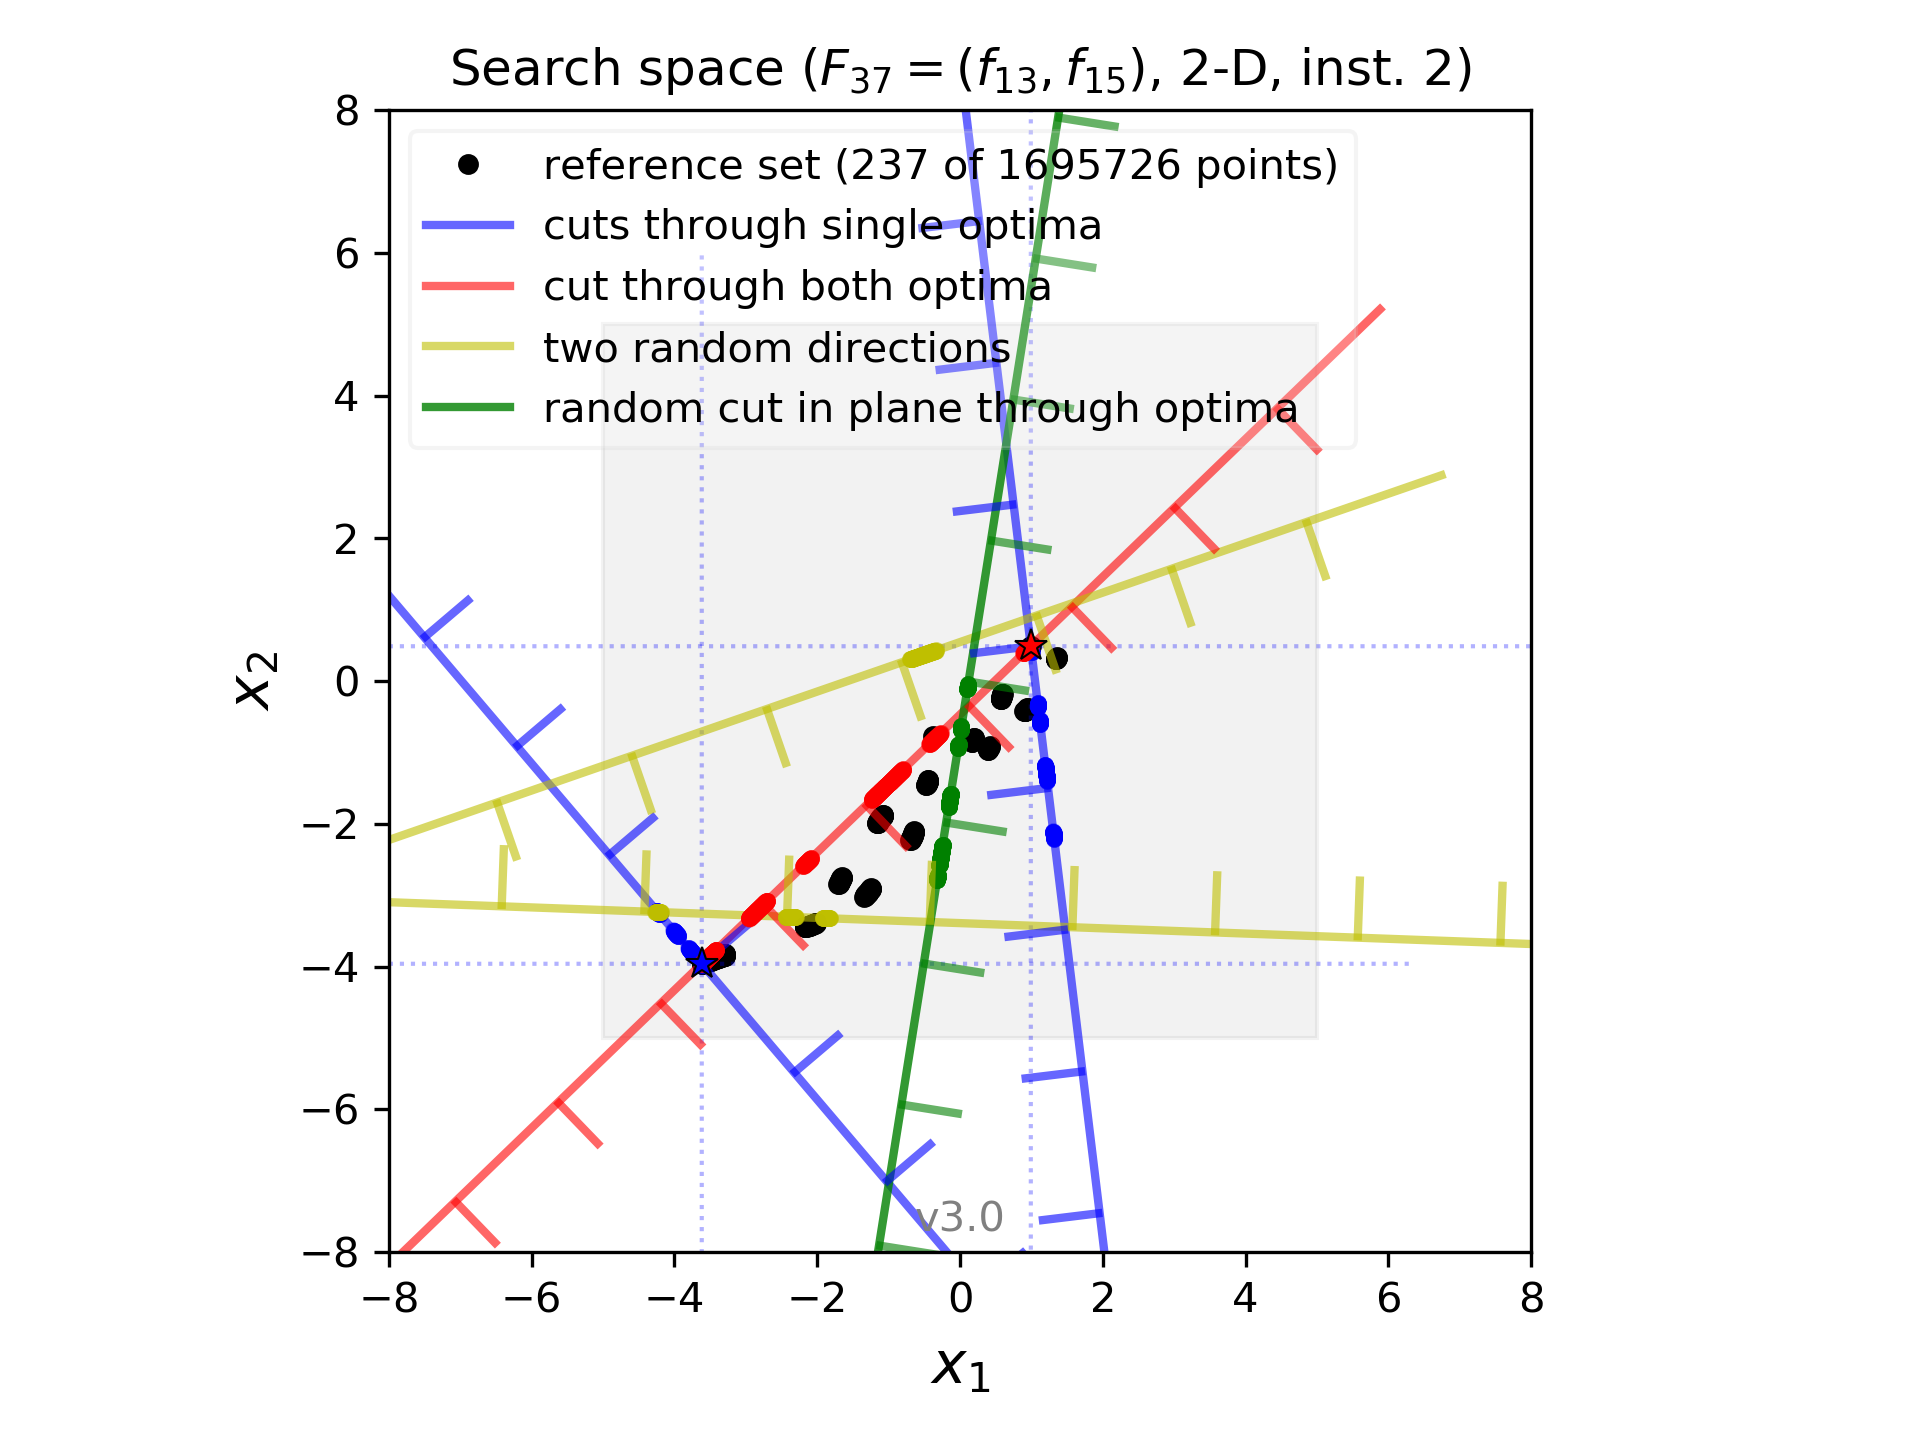 Search space (F37 = (f13, f15), 2-D, inst. 2)
8
6
4
2
0
−2
−4
−6
−8
x2
reference set (237 of 1695726 points)
cuts through single optima
cut through both optima
two random directions
random cut in plane through optima
v3.0
−8 −6 −4 −2 0 2 4 6 8
x1